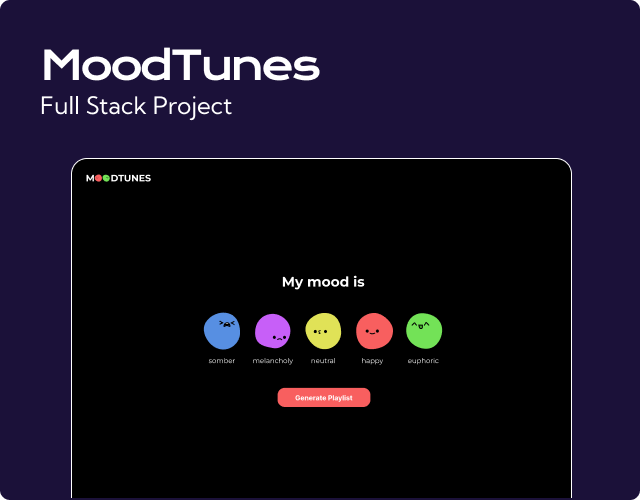 MoodTunes
Full Stack Project
MOODTUNES
My mood is
somber melancholy neutral happy euphoric
Generate Playlist